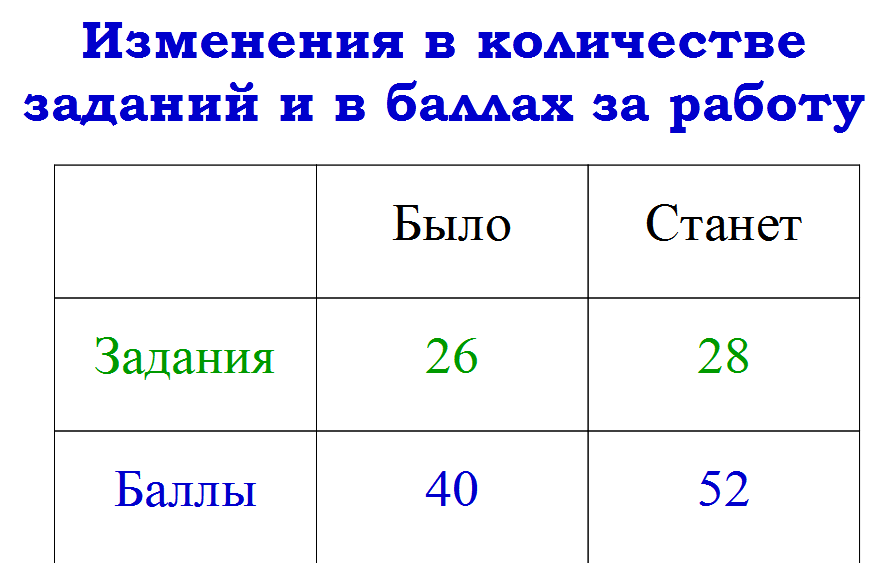 Изменения в количестве
заданий и в баллах за работу
Было Станет
Задания 26 28
Баллы 40 52